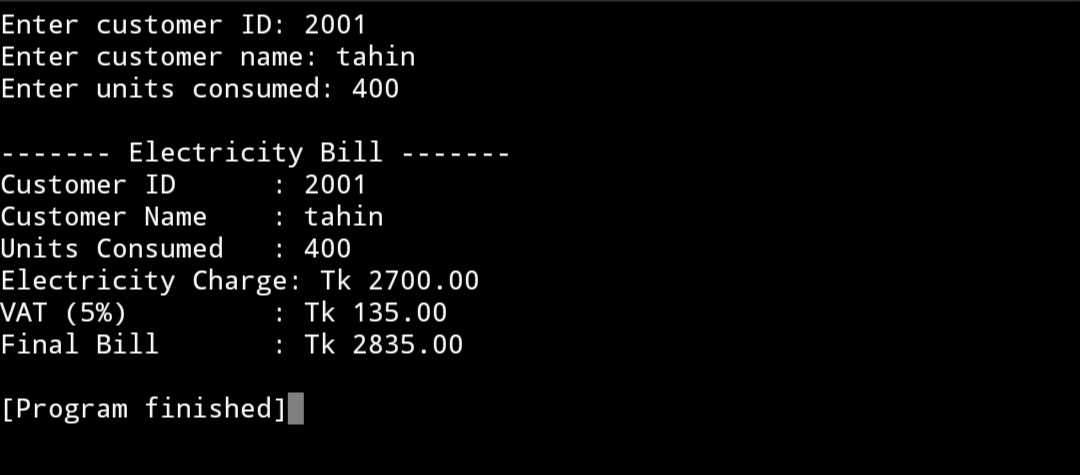 Enter customer ID: 2001
Enter customer name: tahin
Enter units consumed: 400
------- Electricity Bill -------
Customer ID      : 2001
Customer Name    : tahin
Units Consumed   : 400
Electricity Charge: Tk 2700.00
VAT (5%)         : Tk 135.00
Final Bill       : Tk 2835.00
[Program finished]